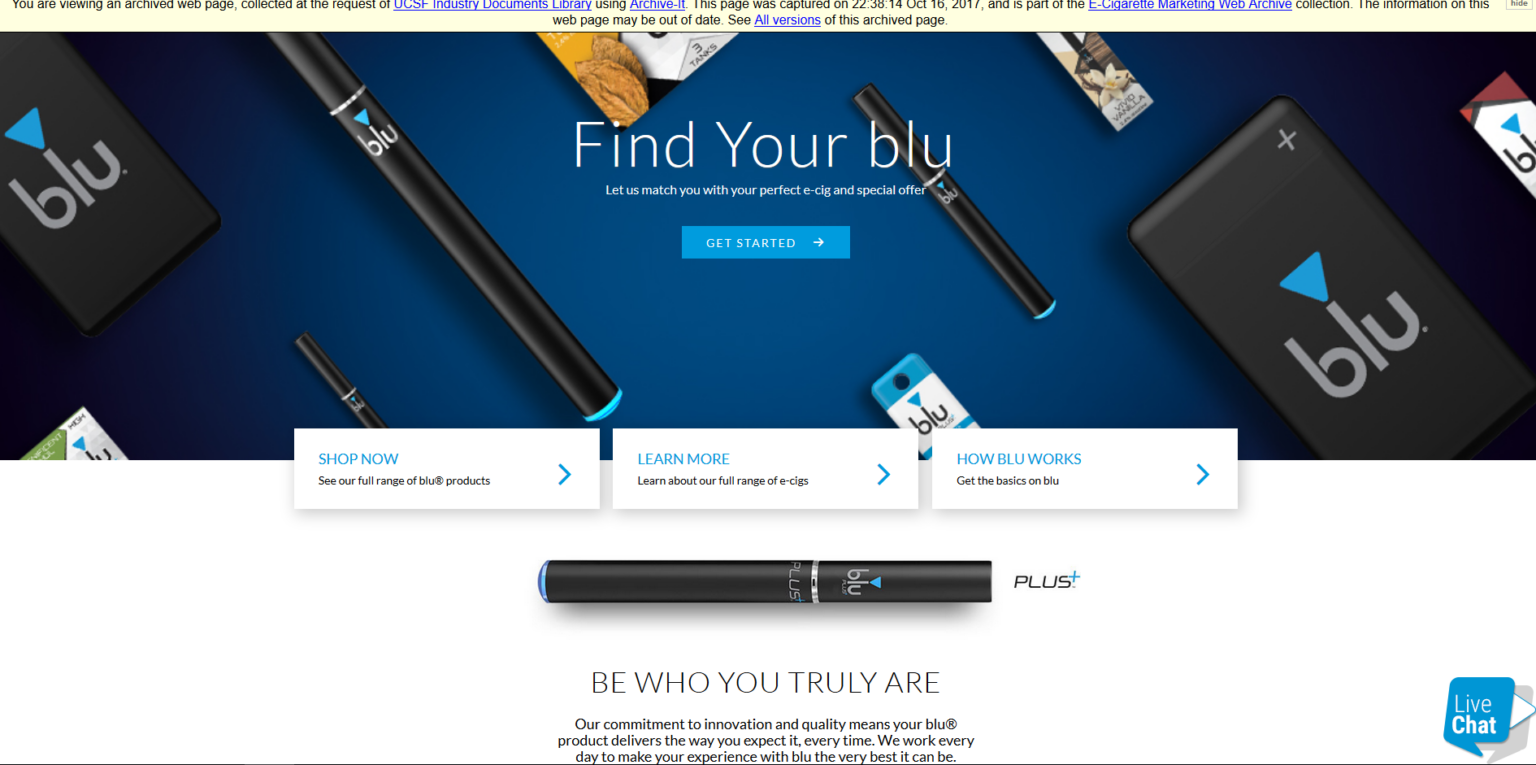 You are viewing an archived web page, collected at the request of UCSF Industry Documents Library using Archive-It. This page was captured on 22:38:14 Oct 16, 2017, and is part of the E-Cigarette Marketing Web Archive collection. The information on this
web page may be out of date. See All versions of this archived page.
hide
3
TANKS
VIVID
VANILLA
blu
blu
blu
blu
Find Your blu
Let us match you with your perfect e-cig and special offer
blu
GET STARTED
blu
blu
HIGH
blu
blu
PLUS+
SHOP NOW
See our full range of blu® products
LEARN MORE
Learn about our full range of e-cigs
HOW BLU WORKS
Get the basics on blu
PLUS+
blu
PLUS+
PLUS+
BE WHO YOU TRULY ARE
Our commitment to innovation and quality means your blu®
product delivers the way you expect it, every time. We work every
day to make your experience with blu the very best it can be.
Live
Chat